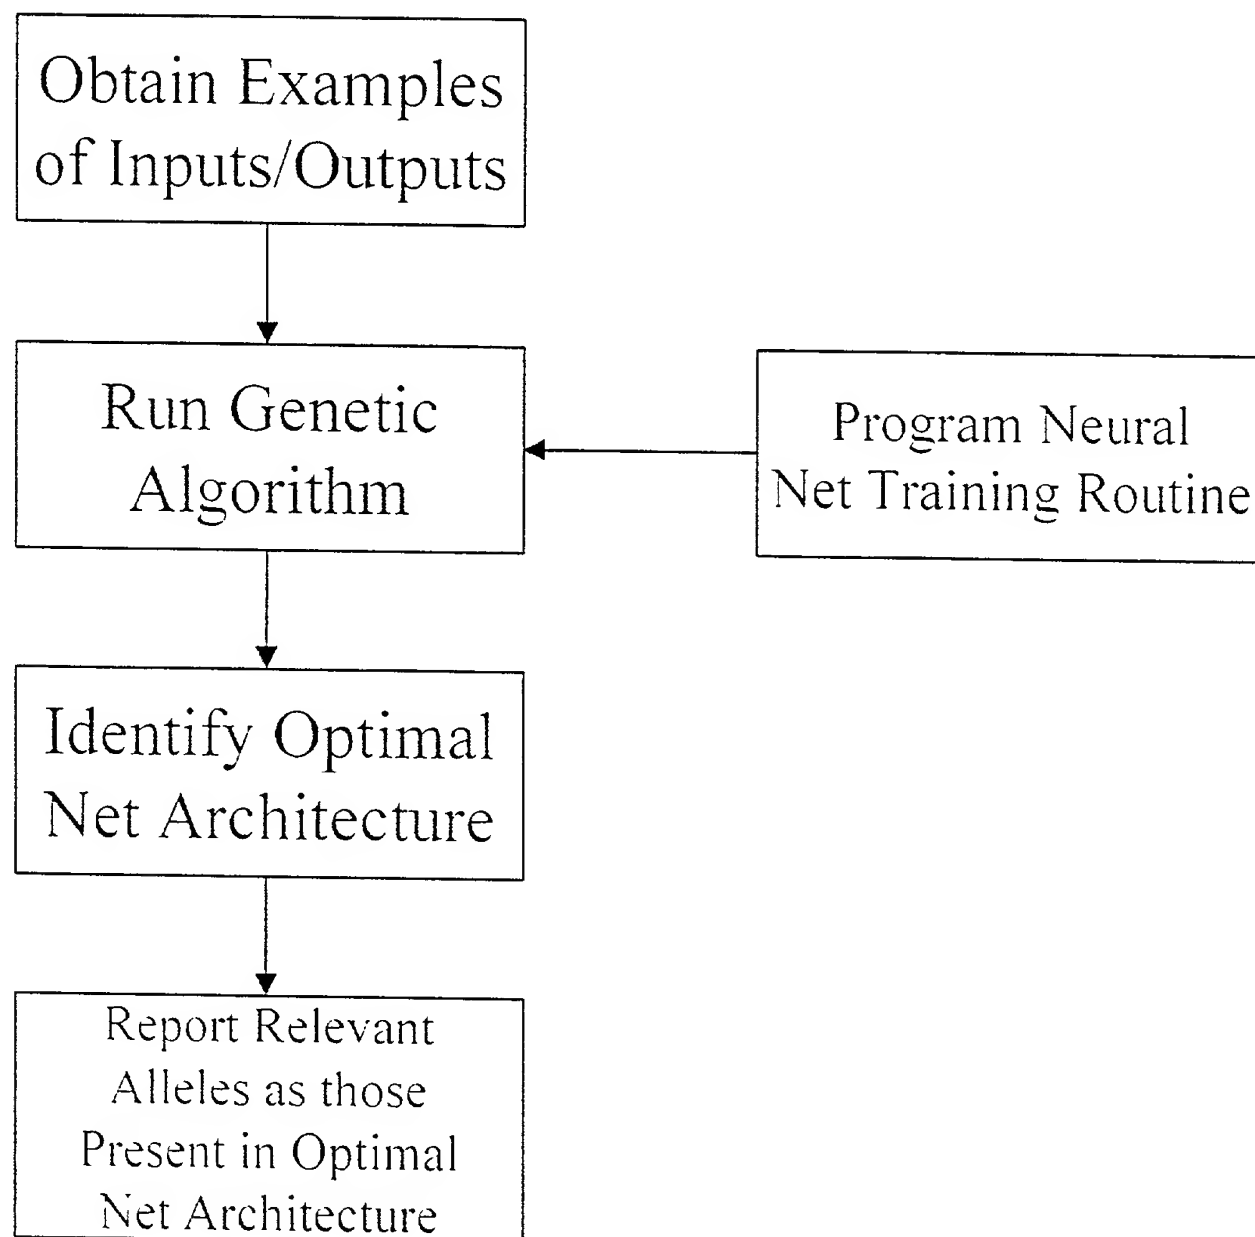 Obtain Examples
of Inputs/Outputs
Run Genetic
Algorithm
Program Neural
Net Training Routine
Identify Optimal
Net Architecture
Report Relevant
Alleles as those
Present in Optimal
Net Architecture